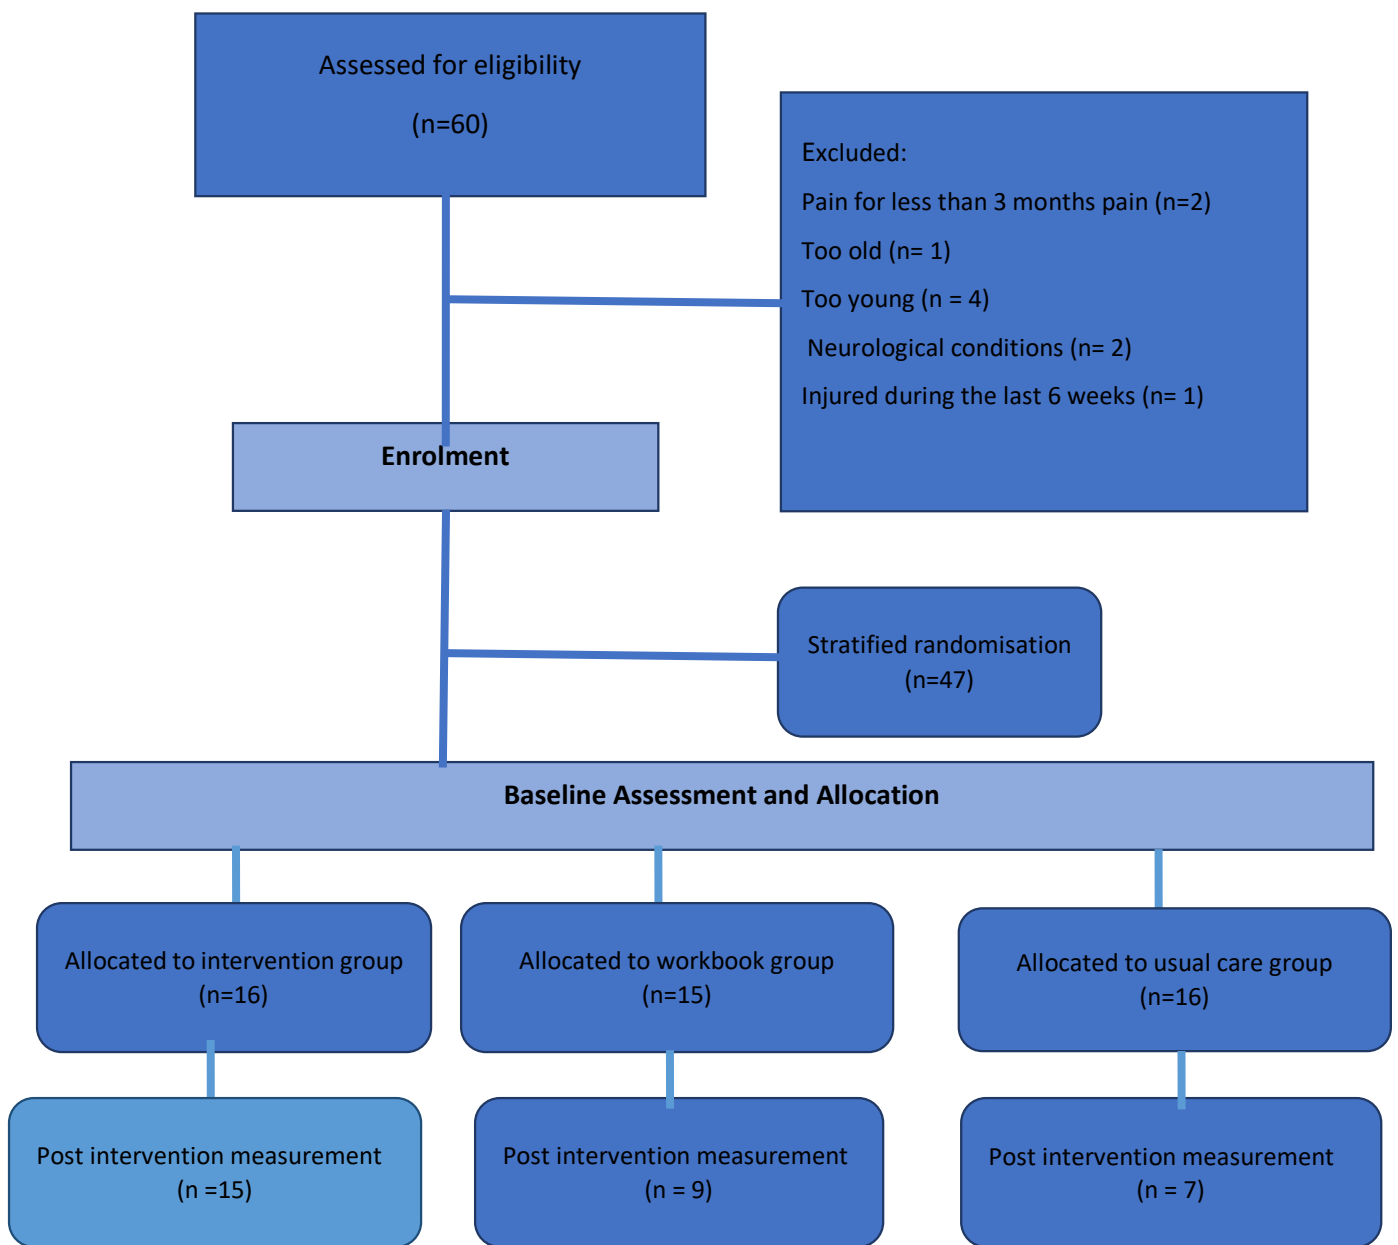 Assessed for eligibility
(n=60)
Excluded:
Pain for less than 3 months pain (n=2)
Too old (n= 1)
Too young (n = 4)
Neurological conditions (n= 2)
Injured during the last 6 weeks (n= 1)
Enrolment
Stratified randomisation
(n=47)
Baseline Assessment and Allocation
Allocated to intervention group
(n=16)
Allocated to workbook group
(n=15)
Allocated to usual care group
(n=16)
Post intervention measurement
(n =15)
Post intervention measurement
(n = 9)
Post intervention measurement
(n = 7)